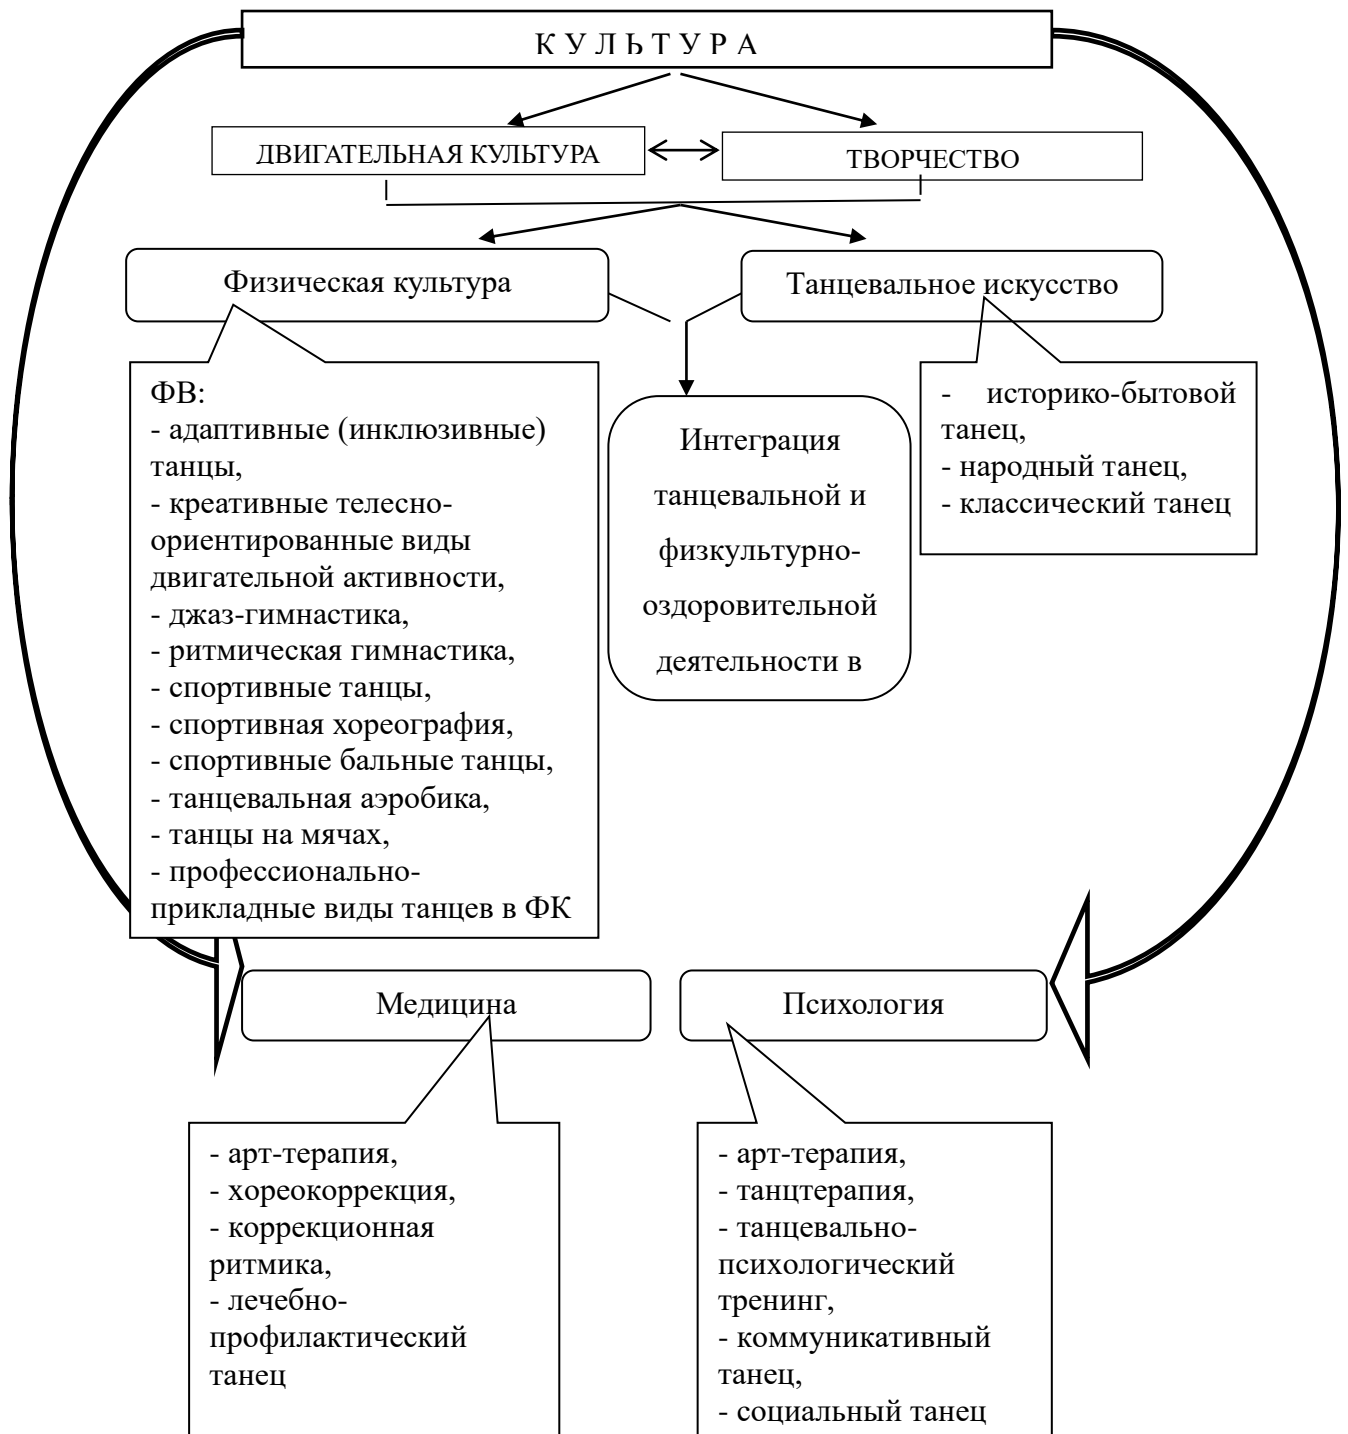 К У Л Ь Т У Р А
ДВИГАТЕЛЬНАЯ КУЛЬТУРА
ТВОРЧЕСТВО
Физическая культура
Танцевальное искусство
ФВ:
- адаптивные (инклюзивные)
танцы,
- креативные телесно-
ориентированные виды
двигательной активности,
- джаз-гимнастика,
- ритмическая гимнастика,
- спортивные танцы,
- спортивная хореография,
- спортивные бальные танцы,
- танцевальная аэробика,
- танцы на мячах,
- профессионально-
прикладные виды танцев в ФК
Интеграция
танцевальной и
физкультурно-
оздоровительной
деятельности в
- историко-бытовой
танец,
- народный танец,
- классический танец
Медицина
Психология
- арт-терапия,
- хореокоррекция,
- коррекционная
ритмика,
- лечебно-
профилактический
танец
- арт-терапия,
- танцтерапия,
- танцевально-
психологический
тренинг,
- коммуникативный
танец,
- социальный танец